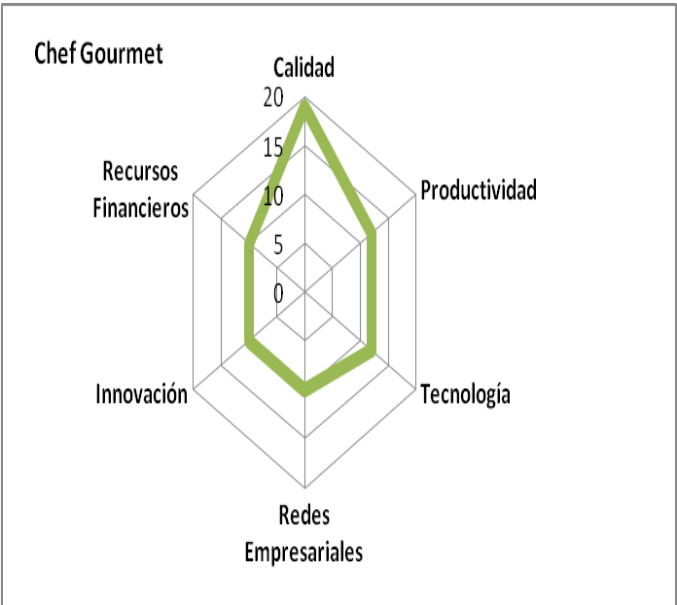 Chef Gourmet
Calidad
20
15
10
5
0
Recursos
Financieros
Productividad
Innovación
Tecnología
Redes
Empresariales